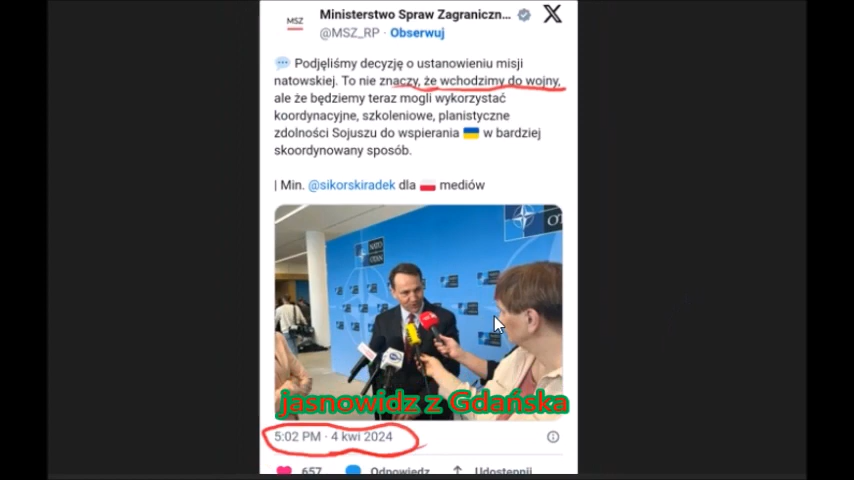 MSZ
Ministerstwo Spraw Zagraniczn...
@MSZ_RP · Obserwuj
💬 Podjęliśmy decyzję o ustanowieniu misji
natowskiej. To nie znaczy, że wchodzimy do wojny,
ale że będziemy teraz mogli wykorzystać
koordynacyjne, szkoleniowe, planistyczne
zdolności Sojuszu do wspierania 🇺🇦 w bardziej
skoordynowany sposób.
| Min. @sikorskiradek dla 🇵🇱 mediów
NATO
OTAN
jasnowidz z Gdańska
5:02 PM · 4 kwi 2024
657 Odpowiedz Udostępnij